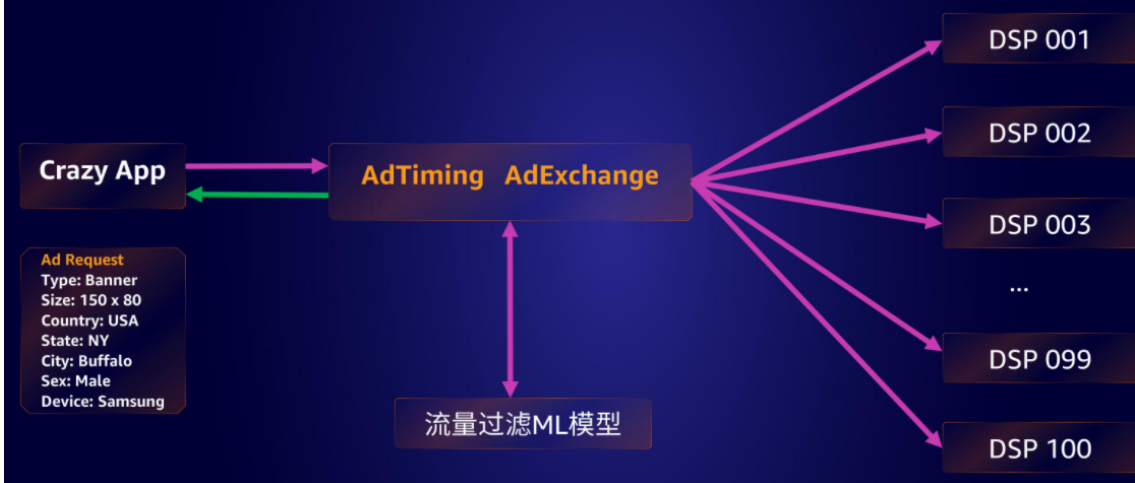 Crazy App
AdTiming AdExchange
Ad Request
Type: Banner
Size: 150 x 80
Country: USA
State: NY
City: Buffalo
Sex: Male
Device: Samsung
流量过滤ML模型
DSP 001
DSP 002
DSP 003
...
DSP 099
DSP 100